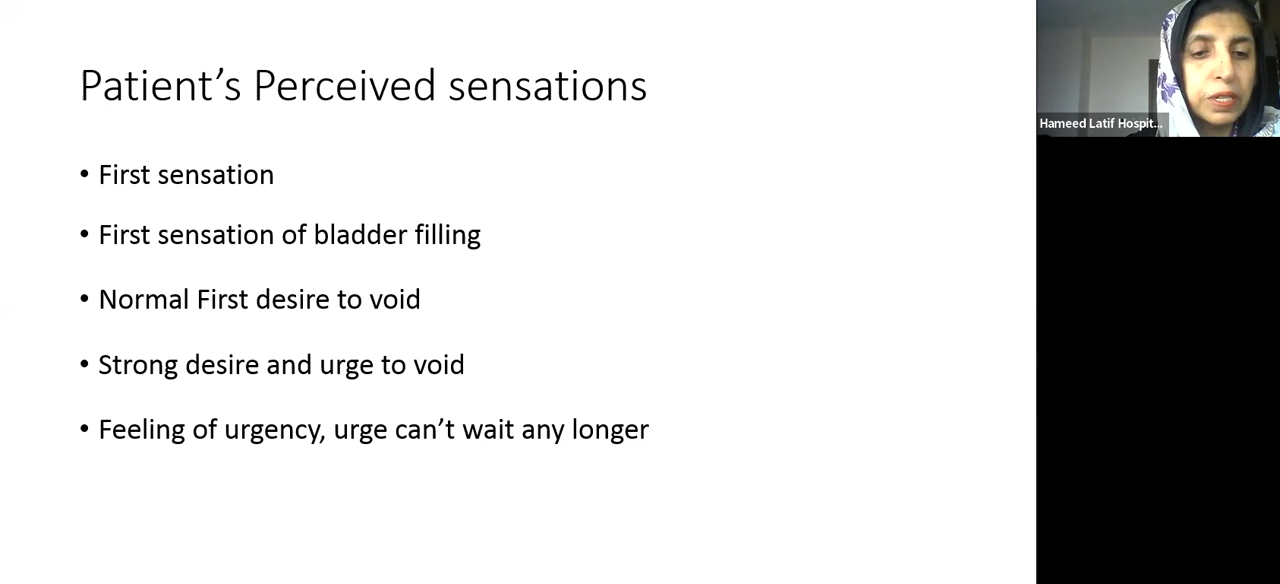 Patient’s Perceived sensations
• First sensation
• First sensation of bladder filling
• Normal First desire to void
• Strong desire and urge to void
• Feeling of urgency, urge can’t wait any longer
Hameed Latif Hospit...